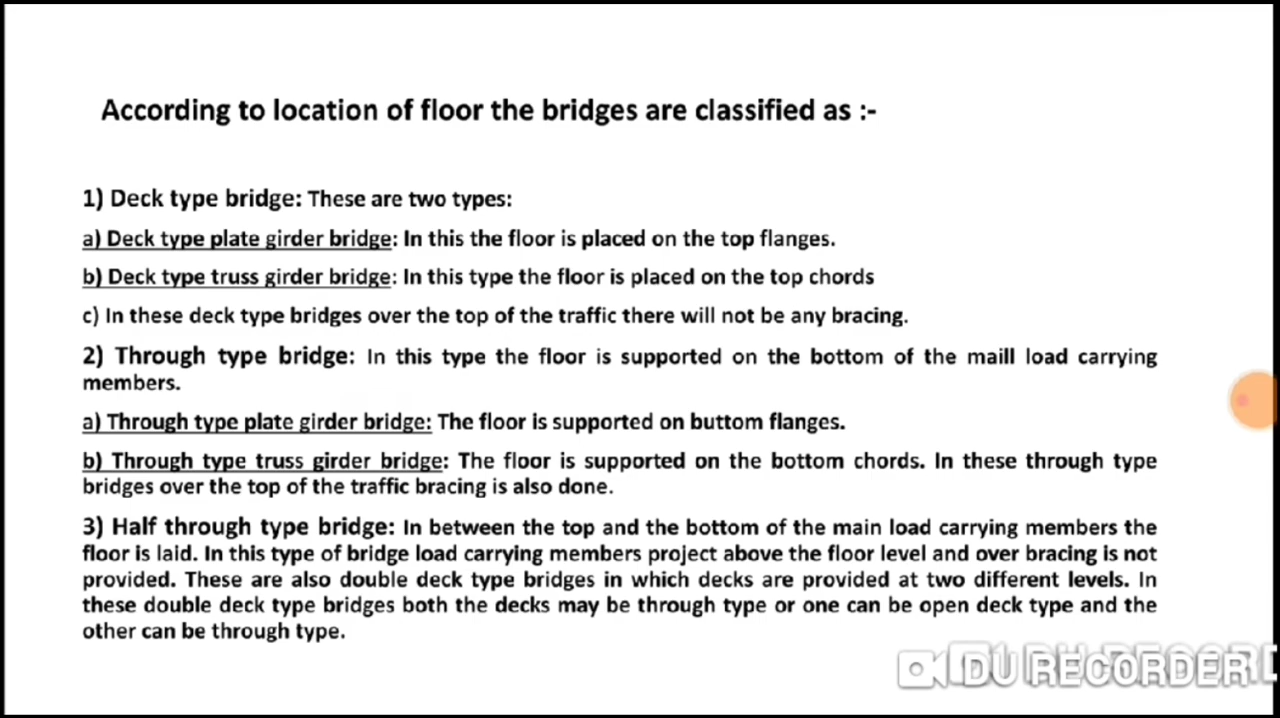 According to location of floor the bridges are classified as :-
1) Deck type bridge: These are two types:
a) Deck type plate girder bridge: In this the floor is placed on the top flanges.
b) Deck type truss girder bridge: In this type the floor is placed on the top chords
c) In these deck type bridges over the top of the traffic there will not be any bracing.
2) Through type bridge: In this type the floor is supported on the bottom of the maill load carrying
members.
a) Through type plate girder bridge: The floor is supported on buttom flanges.
b) Through type truss girder bridge: The floor is supported on the bottom chords. In these through type
bridges over the top of the traffic bracing is also done.
3) Half through type bridge: In between the top and the bottom of the main load carrying members the
floor is laid. In this type of bridge load carrying members project above the floor level and over bracing is not
provided. These are also double deck type bridges in which decks are provided at two different levels. In
these double deck type bridges both the decks may be through type or one can be open deck type and the
other can be through type.
DU RECORDER